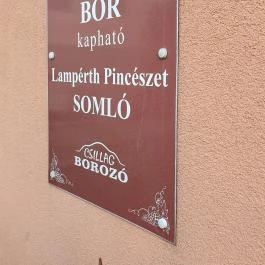 BOR
kapható
Lampérth Pincészet
SOMLÓ
CSILLAG
BOROZÓ